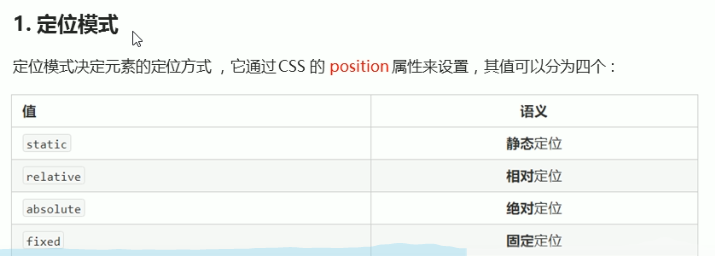 1. 定位模式
定位模式决定元素的定位方式 ，它通过CSS 的 position 属性来设置，其值可以分为四个：
值 语义
static 静态定位
relative 相对定位
absolute 绝对定位
fixed 固定定位